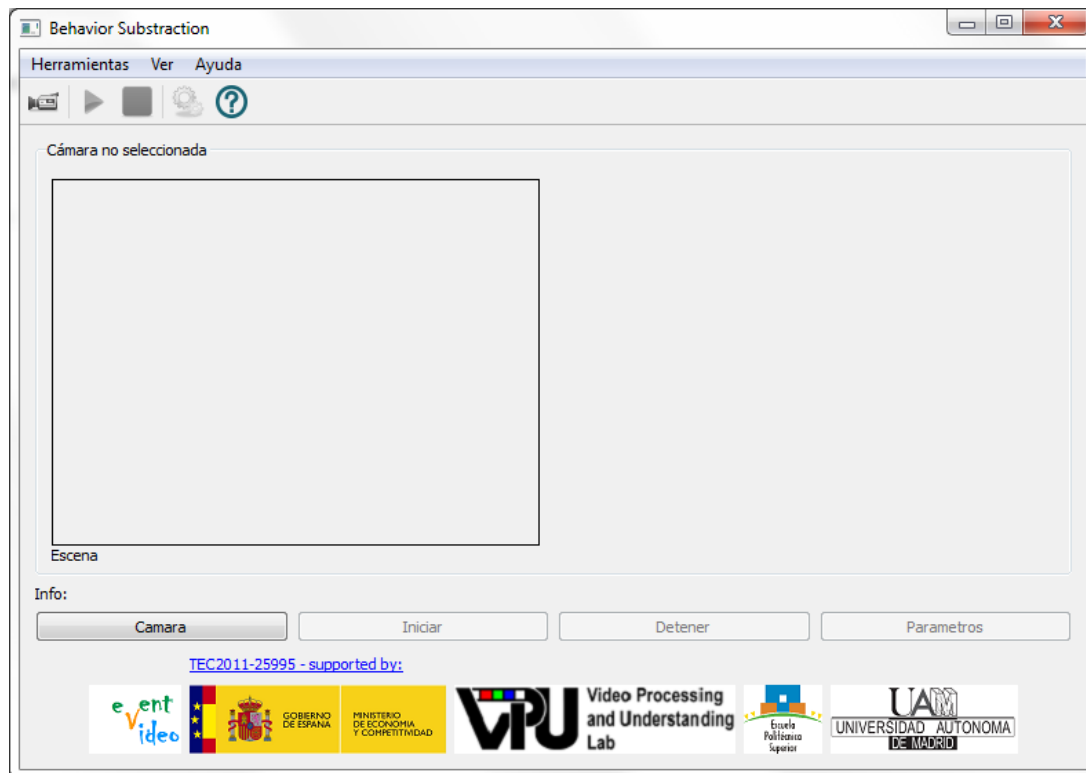 Behavior Substraction
Herramientas Ver Ayuda
?
Cámara no seleccionada
Escena
Info:
Camara Iniciar Detener Parametros
TEC2011-25995 - supported by:
event
Video
GOBIERNO
DE ESPAÑA
MINISTERIO
DE ECONOMIA
Y COMPETITIVIDAD
VPU
Video Processing
and Understanding
Lab
Escuela
Politécnica
Superior
UAM
UNIVERSIDAD AUTONOMA
DE MADRID